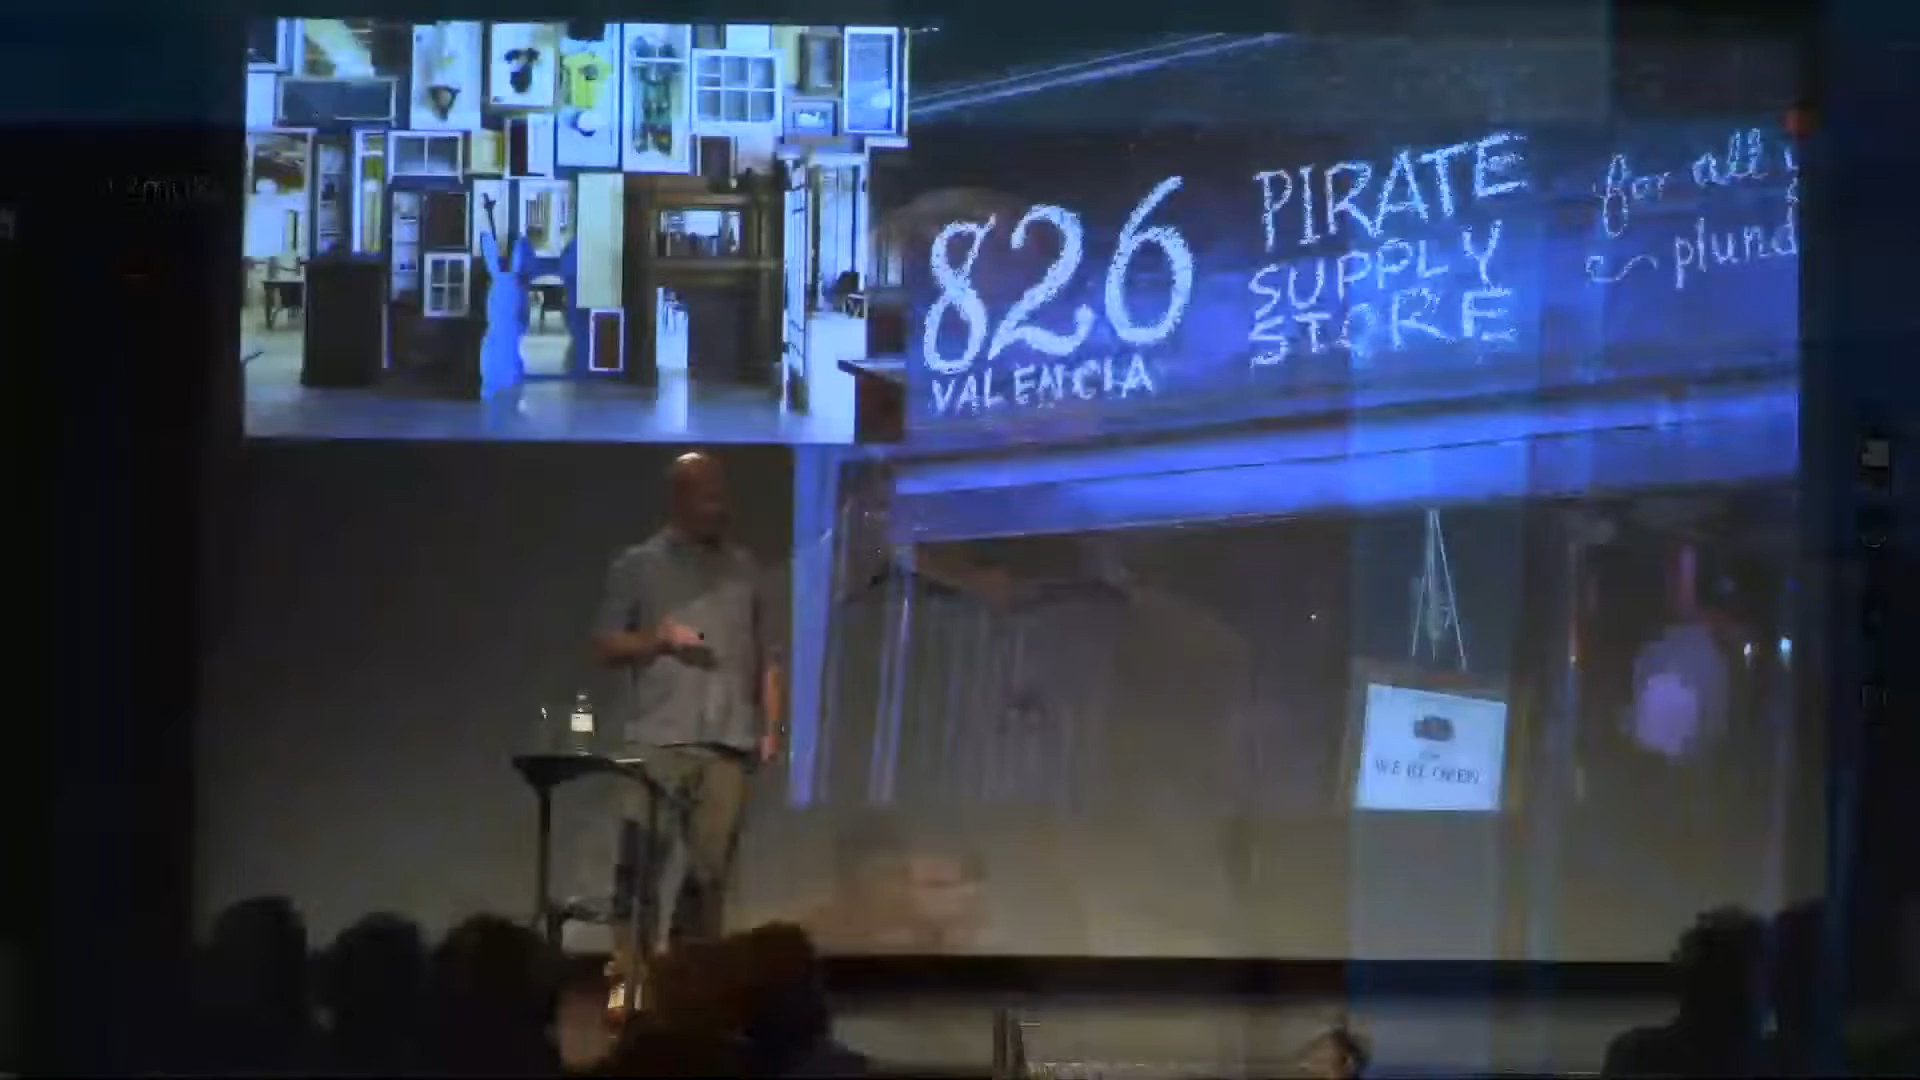 826
VALENCIA
PIRATE
SUPPLY
STORE
for all
plund
WE'RE OPEN